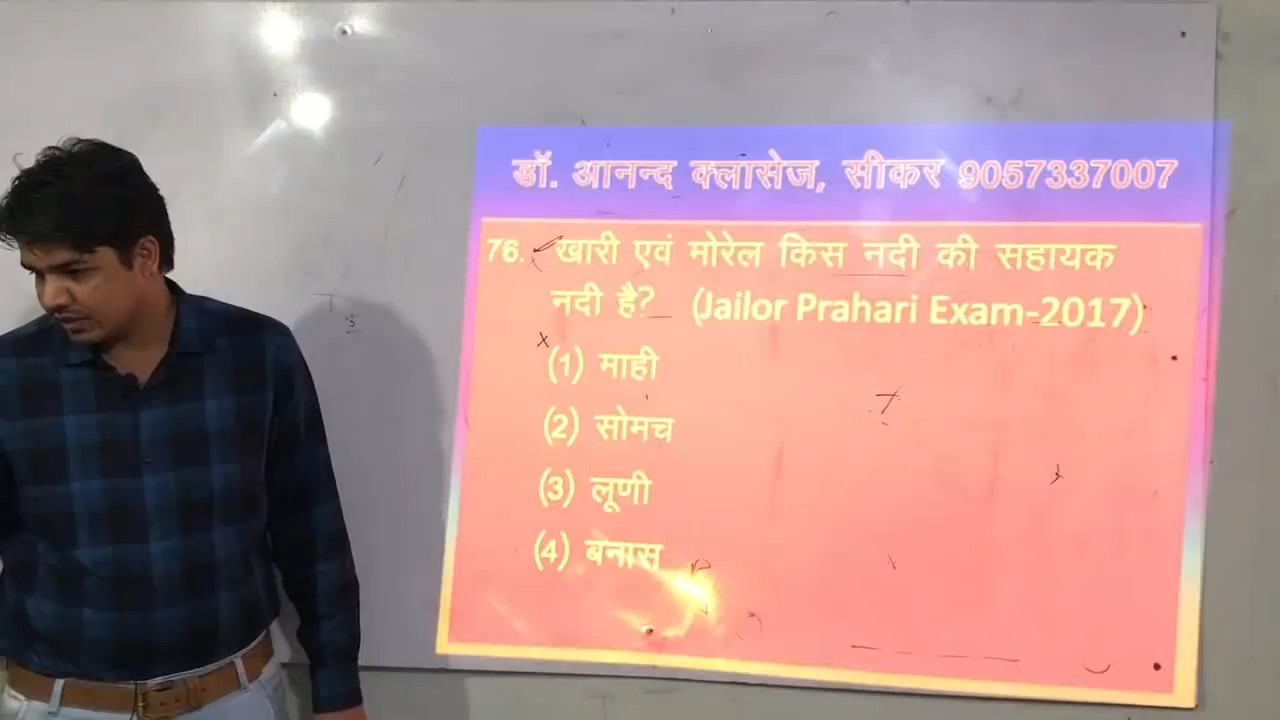 डॉ. आनन्द क्लासेज, सीकर 9057337007
76. खारी एवं मोरेल किस नदी की सहायक
नदी है? (Jailor Prahari Exam-2017)
(1) माही
(2) सोमच
(3) लूणी
(4) बनास